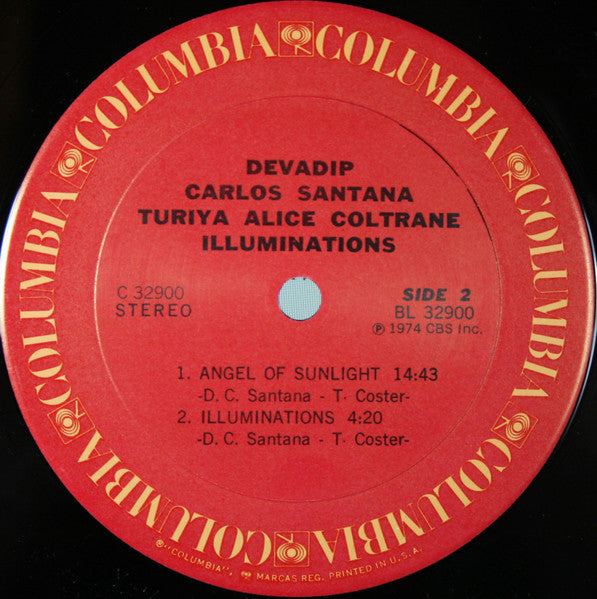 COLUMBIA COLUMBIA COLUMBIA COLUMBIA COLUMBIA COLUMBIA
DEVADIP
CARLOS SANTANA
TURIYA ALICE COLTRANE
ILLUMINATIONS
C 32900
STEREO
SIDE 2
BL 32900
℗ 1974 CBS Inc.
1. ANGEL OF SUNLIGHT 14:43
-D. C. Santana - T. Coster-
2. ILLUMINATIONS 4:20
-D. C. Santana - T. Coster-
"COLUMBIA", MARCAS REG. PRINTED IN U.S.A.